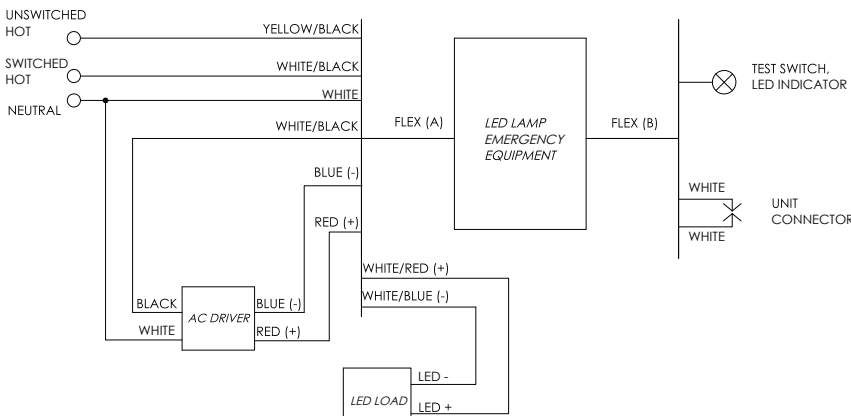 UNSWITCHED
HOT
YELLOW/BLACK
SWITCHED
HOT
WHITE/BLACK
NEUTRAL
WHITE
WHITE/BLACK
FLEX (A)
LED LAMP
EMERGENCY
EQUIPMENT
FLEX (B)
TEST SWITCH,
LED INDICATOR
BLUE (-)
RED (+)
WHITE
UNIT
CONNECTOR
WHITE
WHITE/RED (+)
WHITE/BLUE (-)
BLACK
AC DRIVER
BLUE (-)
WHITE
RED (+)
LED -
LED LOAD
LED +